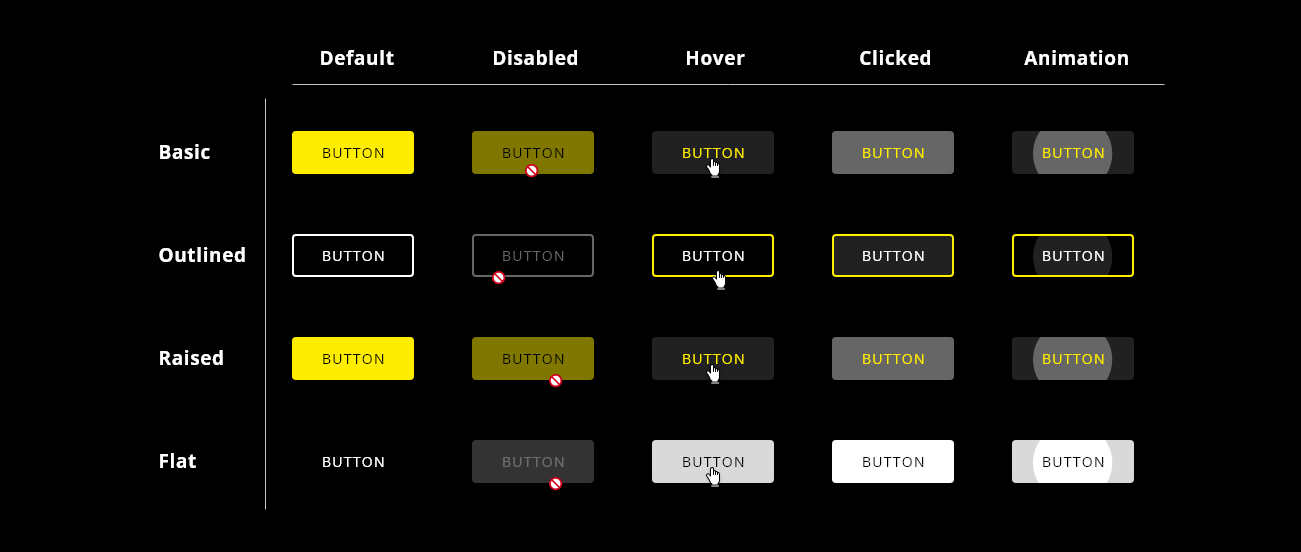 Default Disabled Hover Clicked Animation
Basic BUTTON BUTTON BUTTON BUTTON BUTTON
Outlined BUTTON BUTTON BUTTON BUTTON BUTTON
Raised BUTTON BUTTON BUTTON BUTTON BUTTON
Flat BUTTON BUTTON BUTTON BUTTON BUTTON